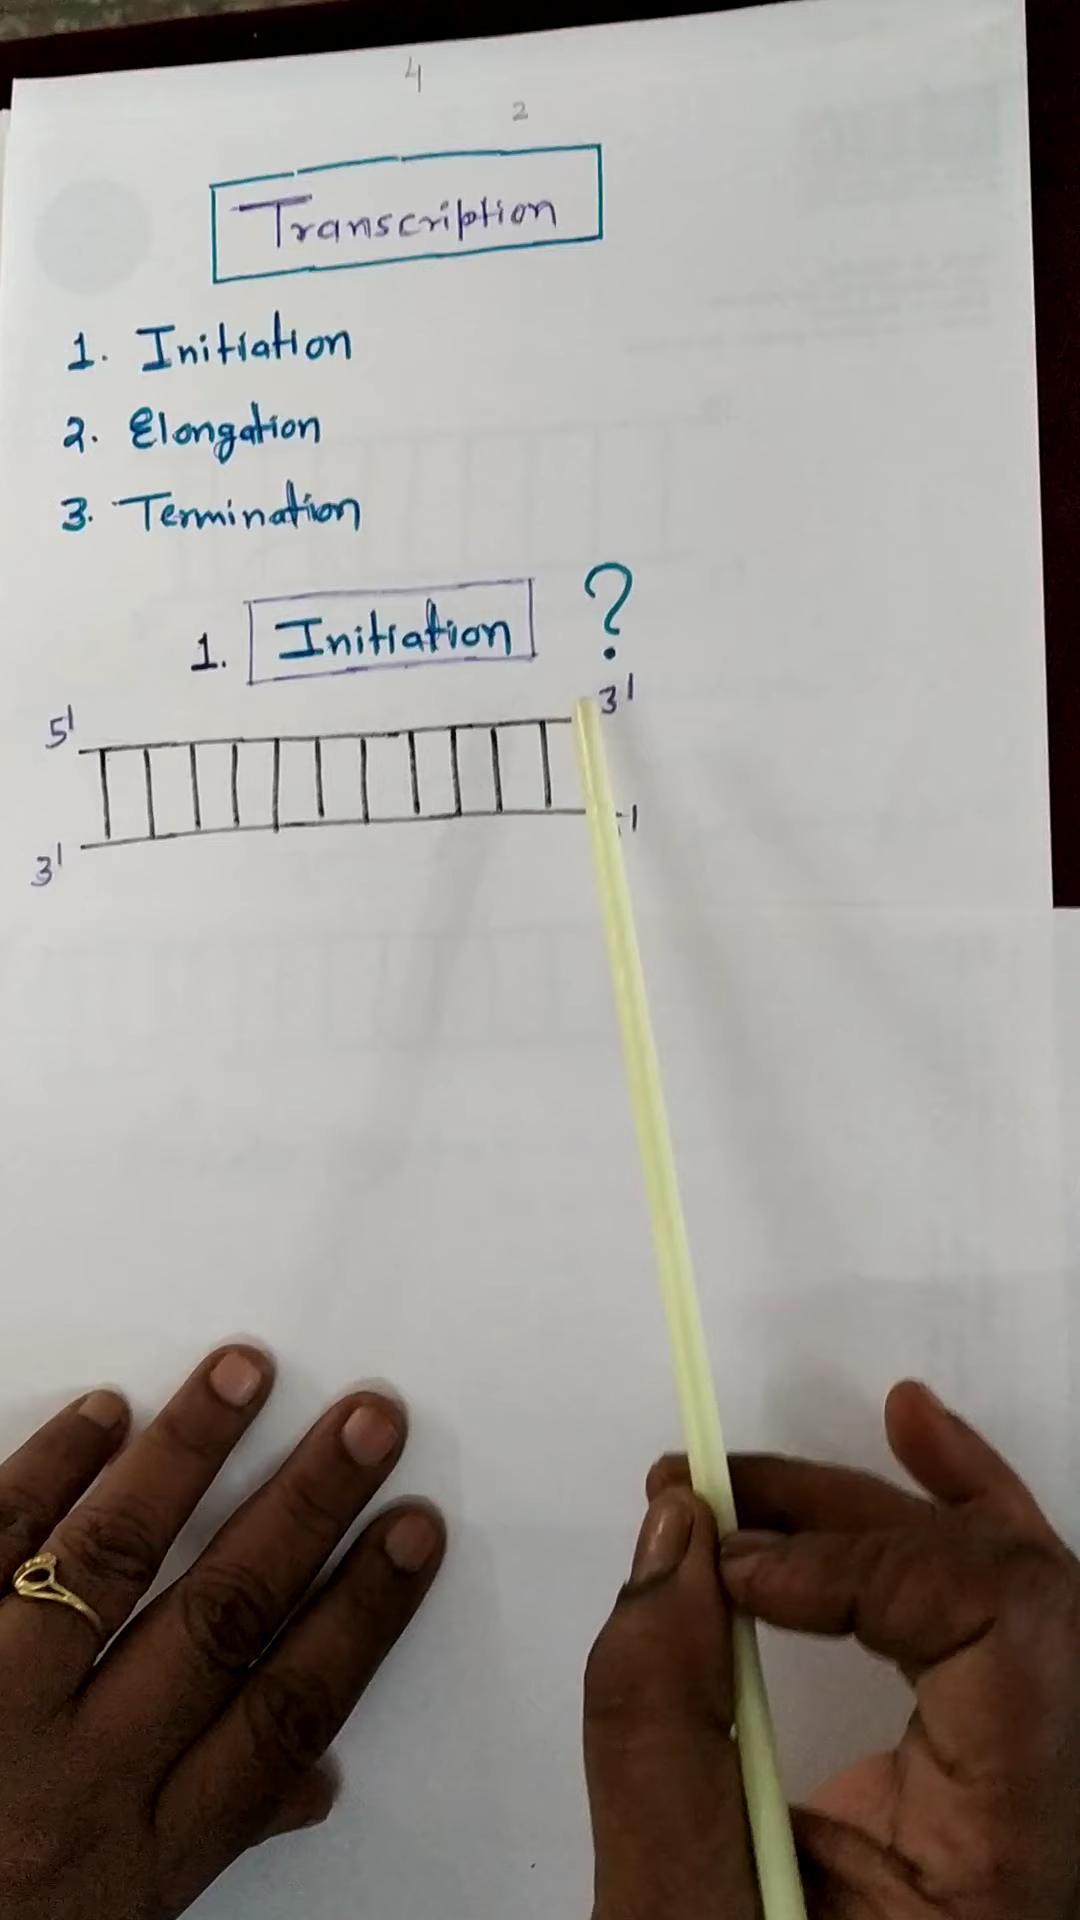 4
2
Transcription
1. Initiation
2. Elongation
3. Termination
1. Initiation ?
5' 3'
3'